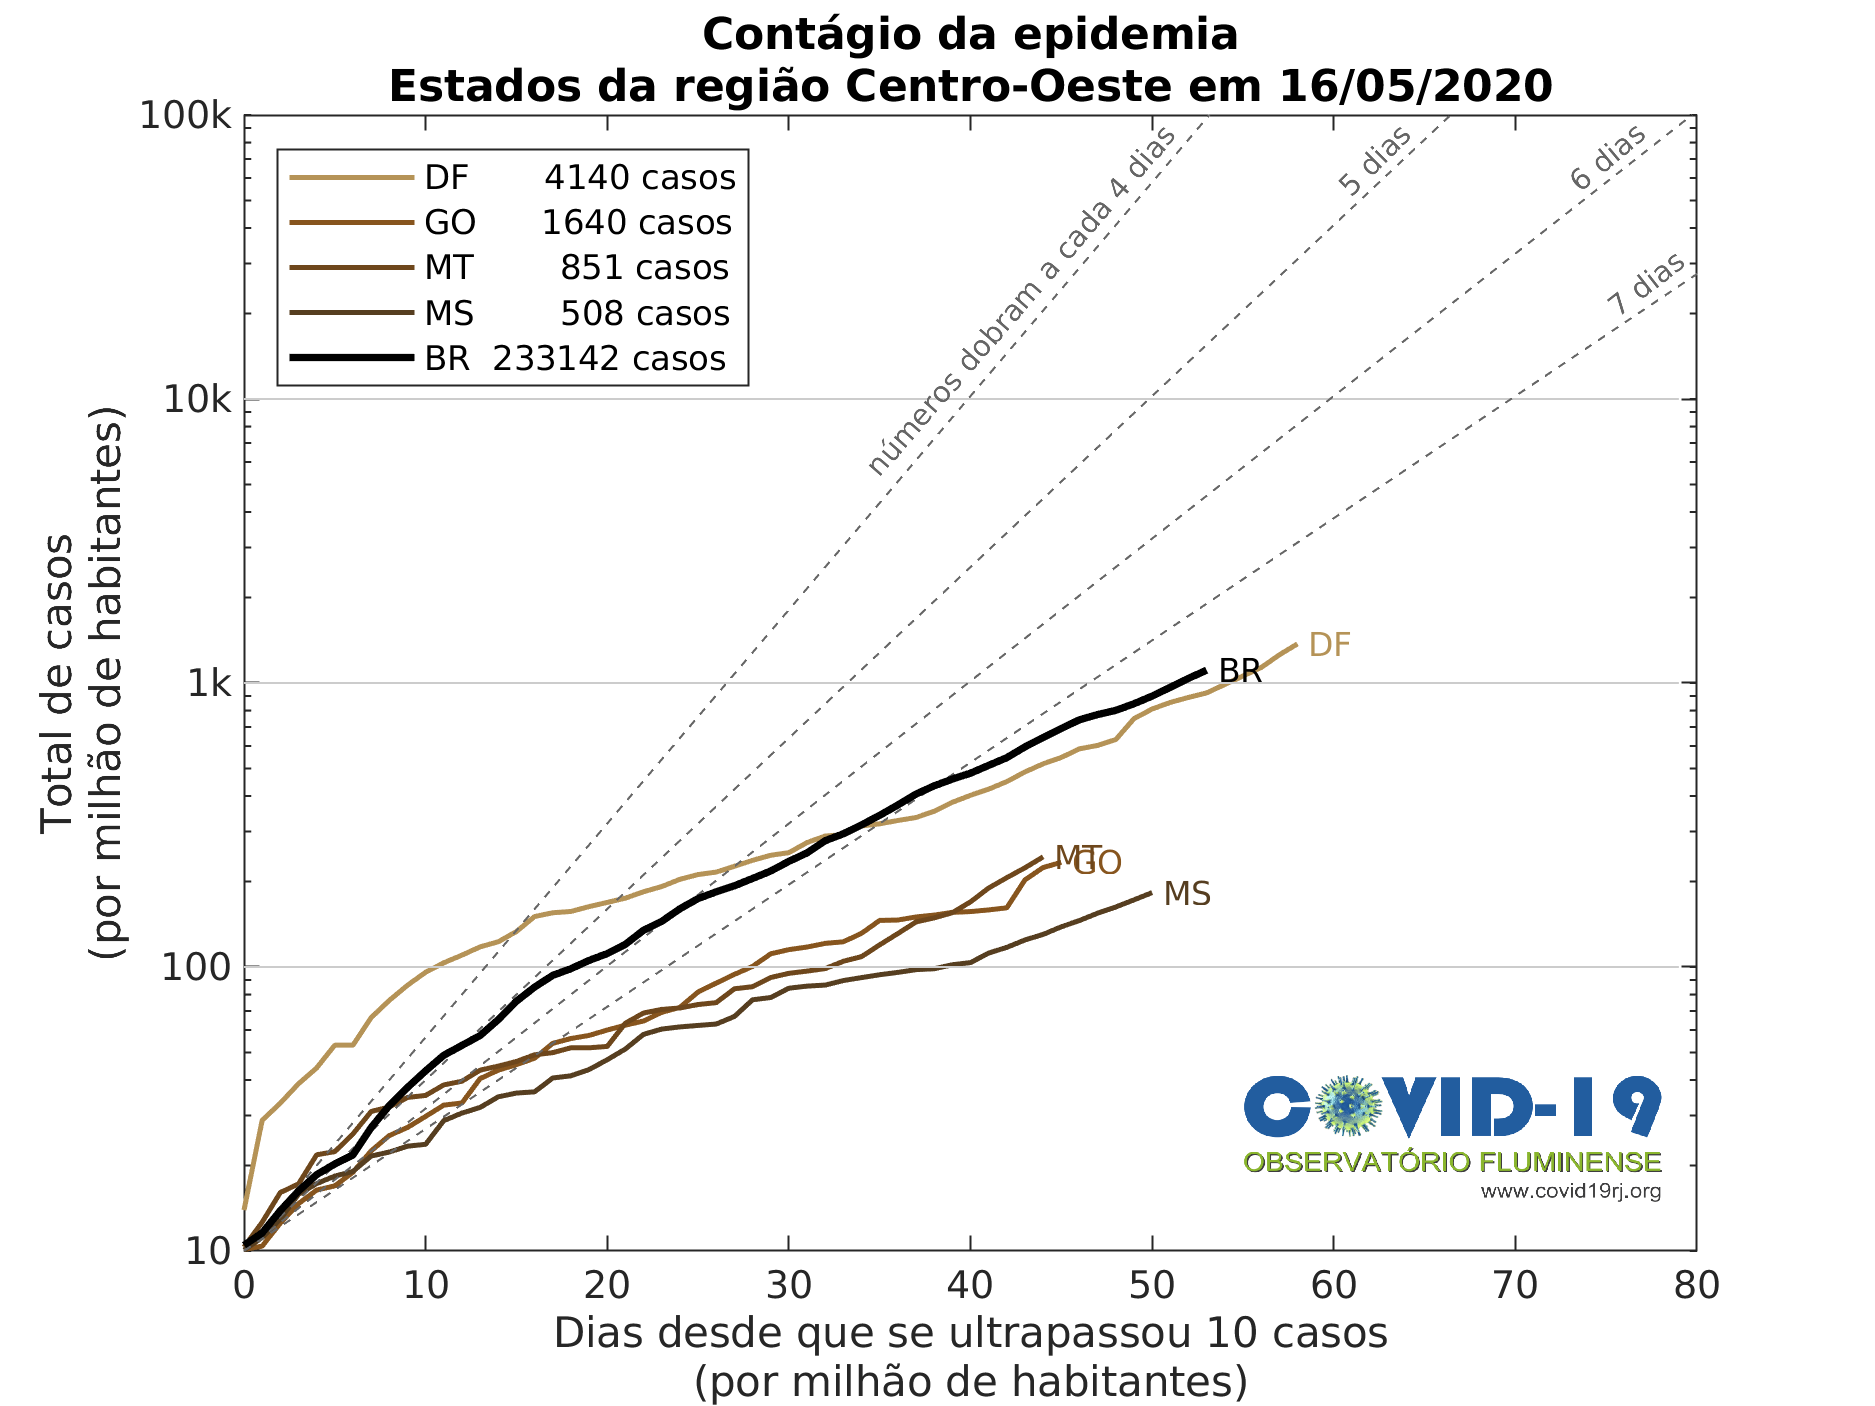 Contágio da epidemia
Estados da região Centro-Oeste em 16/05/2020
100k
10k
1k
100
10
Total de casos
(por milhão de habitantes)
DF 4140 casos
GO 1640 casos
MT 851 casos
MS 508 casos
BR 233142 casos
números dobram a cada 4 dias
5 dias
6 dias
7 dias
DF
BR
MT
GO
MS
COVID-19
OBSERVATÓRIO FLUMINENSE
www.covid19rj.org
0 10 20 30 40 50 60 70 80
Dias desde que se ultrapassou 10 casos
(por milhão de habitantes)